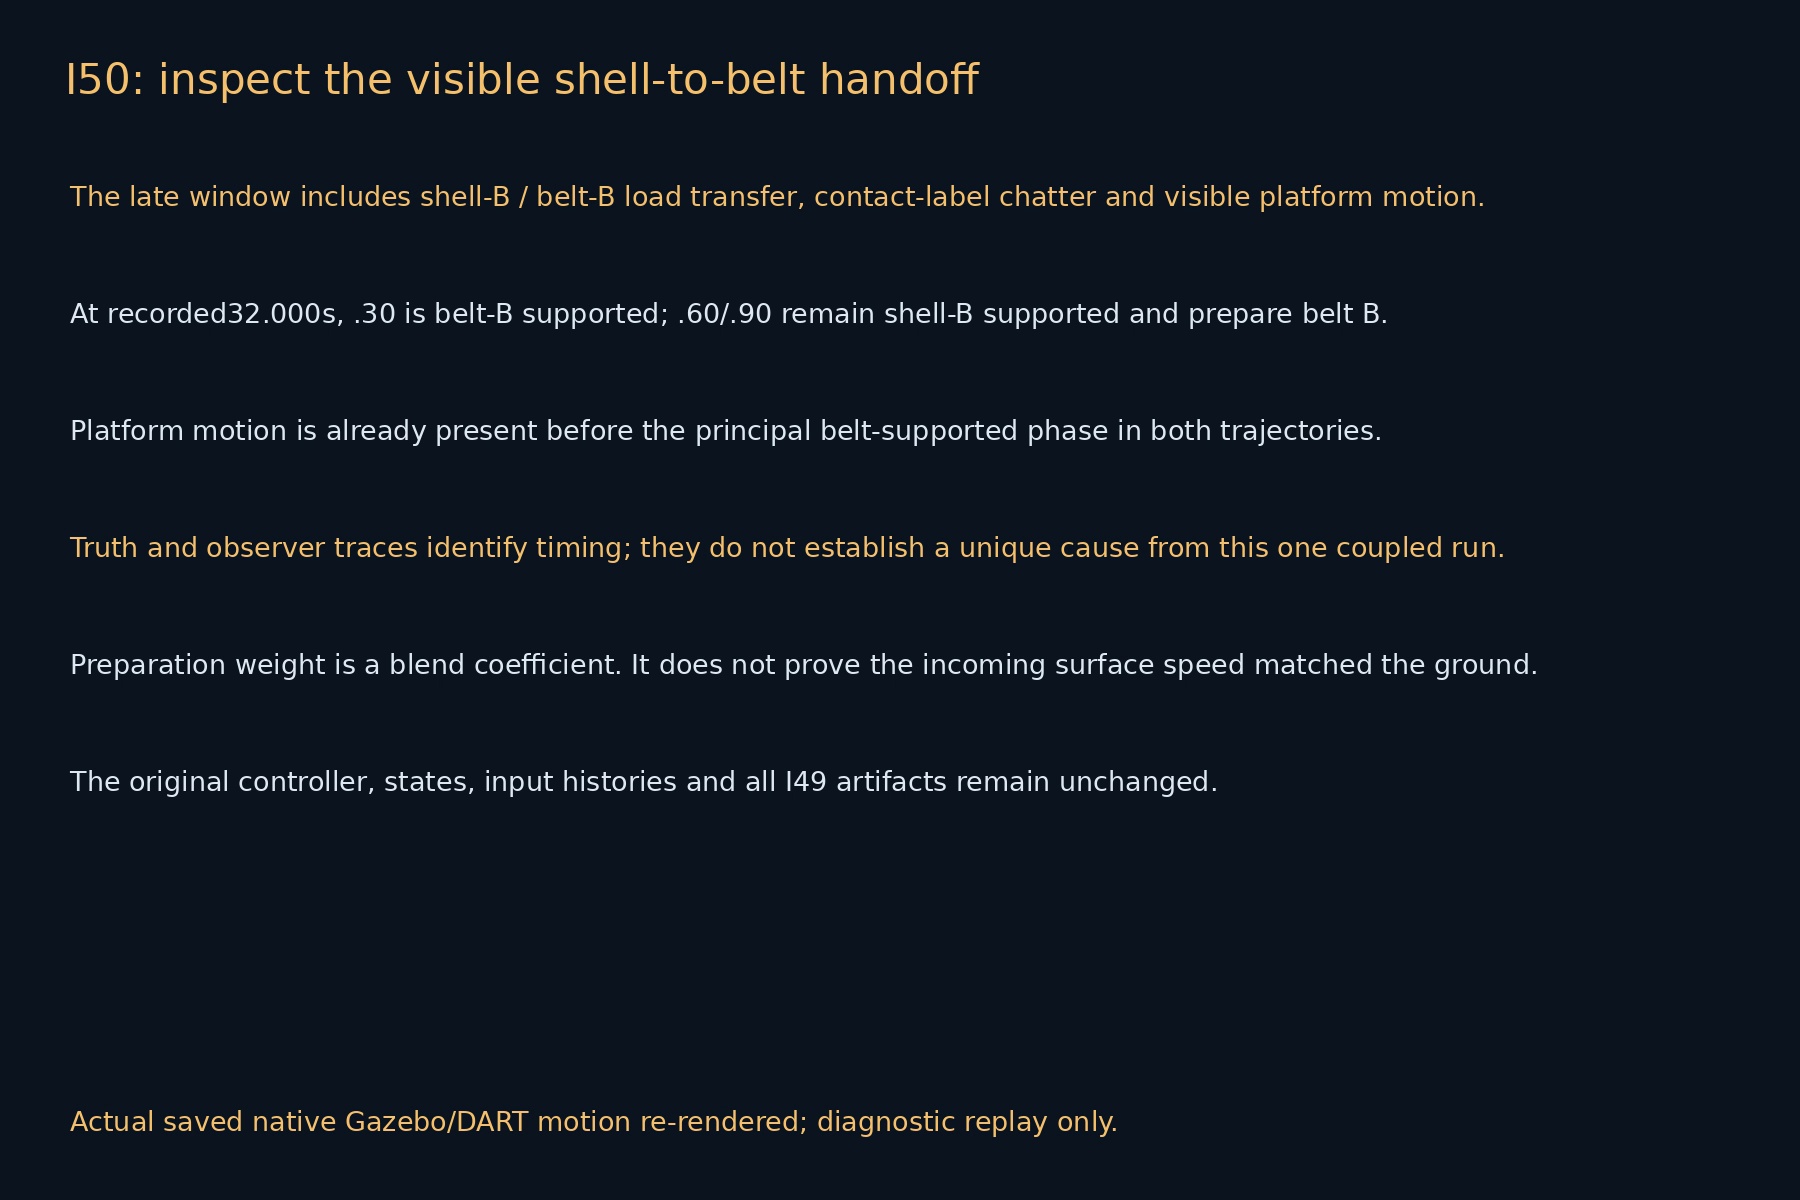 I50: inspect the visible shell-to-belt handoff
The late window includes shell-B / belt-B load transfer, contact-label chatter and visible platform motion.
At recorded32.000s, .30 is belt-B supported; .60/.90 remain shell-B supported and prepare belt B.
Platform motion is already present before the principal belt-supported phase in both trajectories.
Truth and observer traces identify timing; they do not establish a unique cause from this one coupled run.
Preparation weight is a blend coefficient. It does not prove the incoming surface speed matched the ground.
The original controller, states, input histories and all I49 artifacts remain unchanged.
Actual saved native Gazebo/DART motion re-rendered; diagnostic replay only.